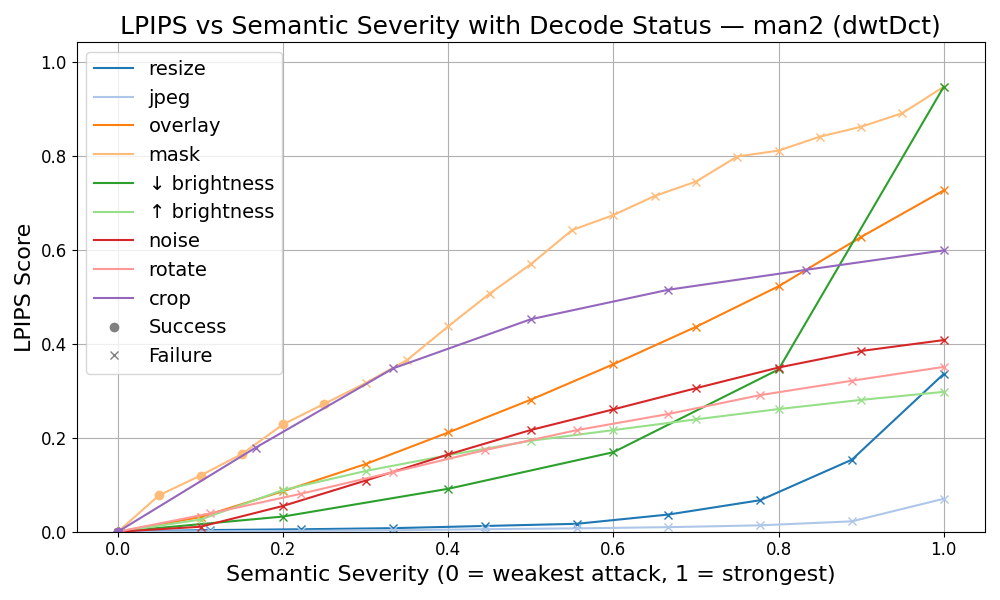 LPIPS vs Semantic Severity with Decode Status — man2 (dwtDct)
LPIPS Score
1.0
0.8
0.6
0.4
0.2
0.0
resize
jpeg
overlay
mask
↓ brightness
↑ brightness
noise
rotate
crop
Success
Failure
0.0 0.2 0.4 0.6 0.8 1.0
Semantic Severity (0 = weakest attack, 1 = strongest)